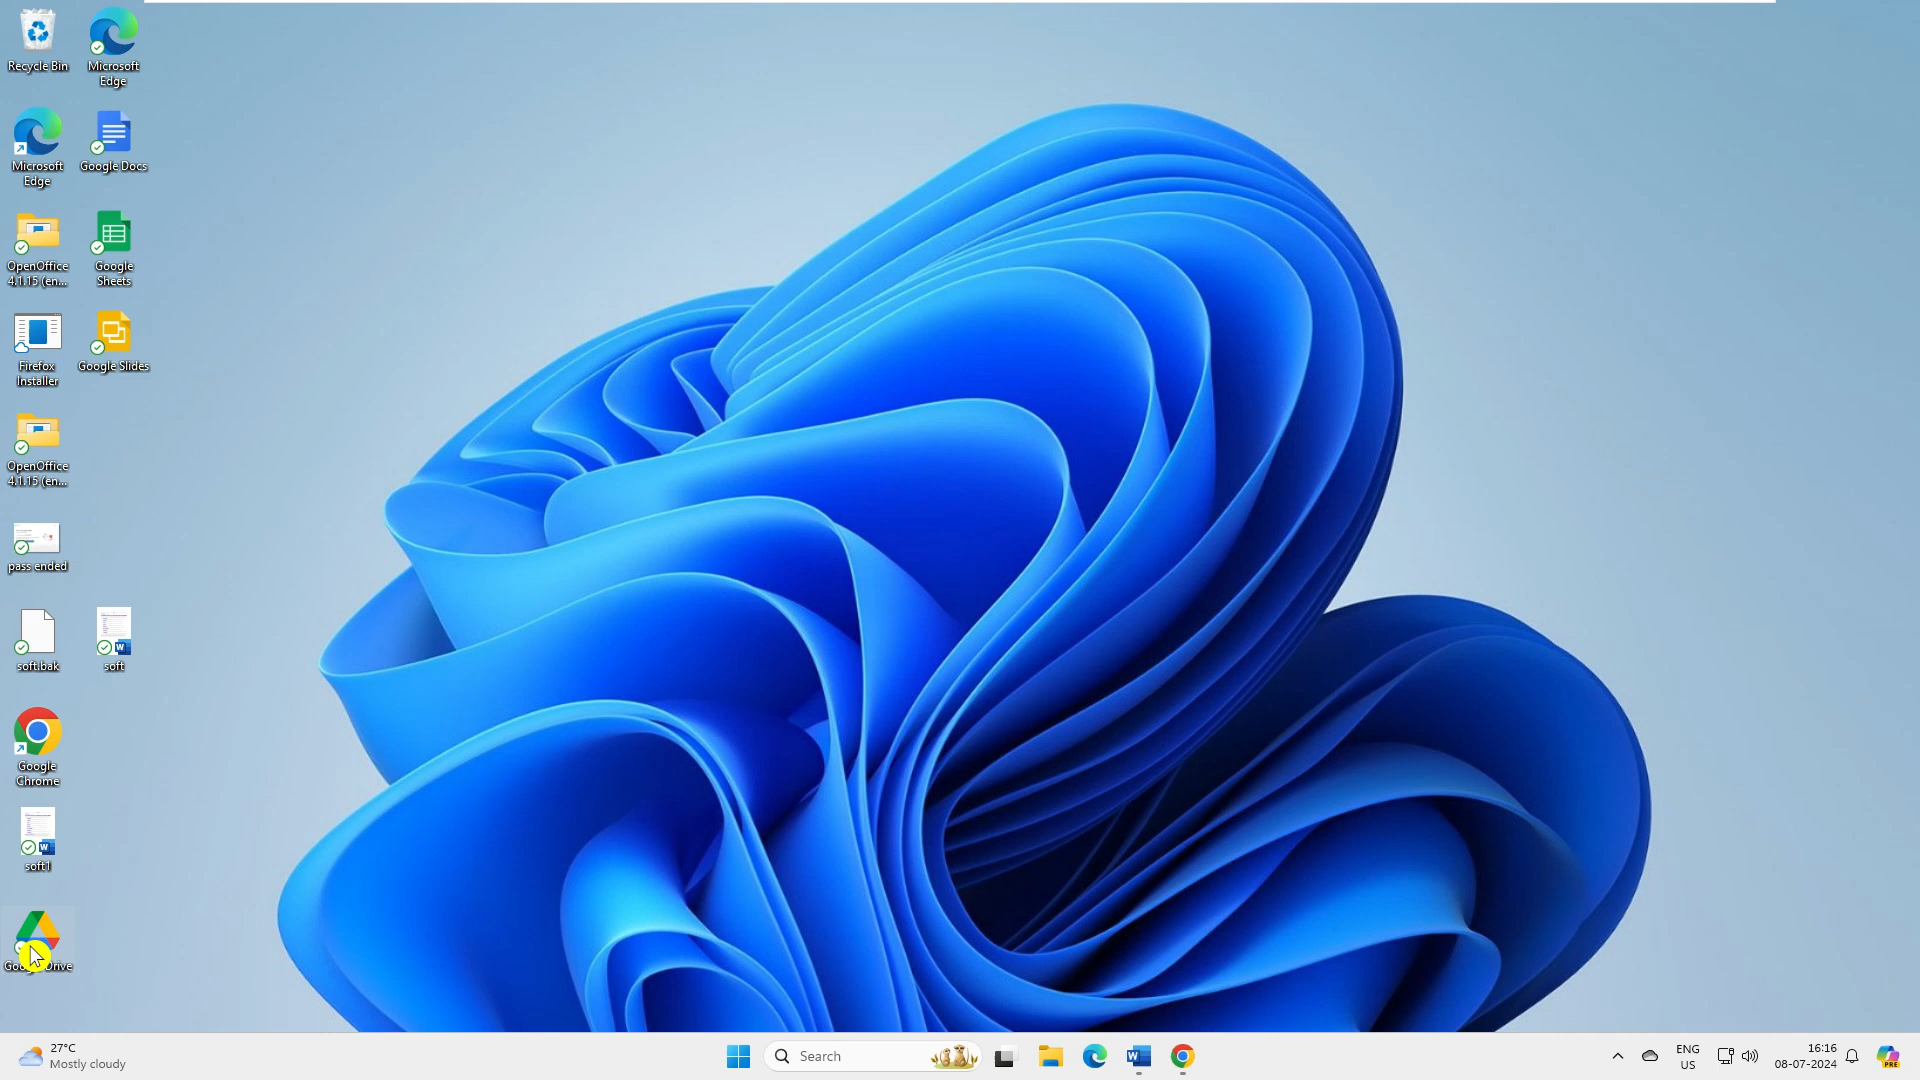 Recycle Bin
Microsoft
Edge
Microsoft
Edge
Google Docs
OpenOffice
4.1.15 (en...
Google
Sheets
Firefox
Installer
Google Slides
OpenOffice
4.1.15 (en...
pass ended
soft.bak
soft
Google
Chrome
soft1
Drive
27°C
Mostly cloudy
Search
ENG
US
16:16
08-07-2024
PRE